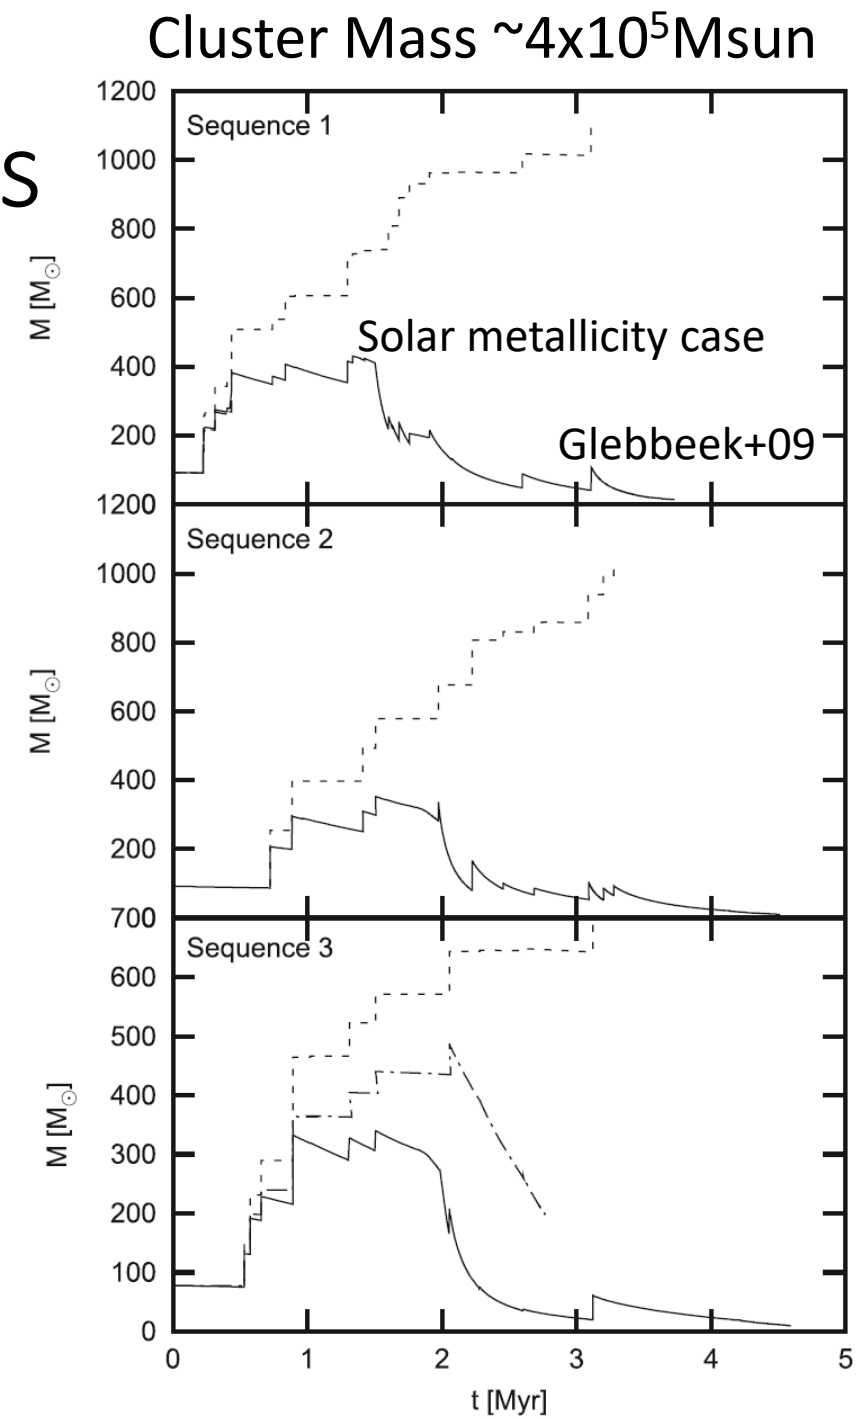 Cluster Mass ~4x10⁵Msun
S
1200
Sequence 1
1000
800
M [M☉]
600
Solar metallicity case
400
Glebbeek+09
200
1200
Sequence 2
1000
800
M [M☉]
600
400
200
700
Sequence 3
600
500
400
M [M☉]
300
200
100
0
0 1 2 3 4 5
t [Myr]